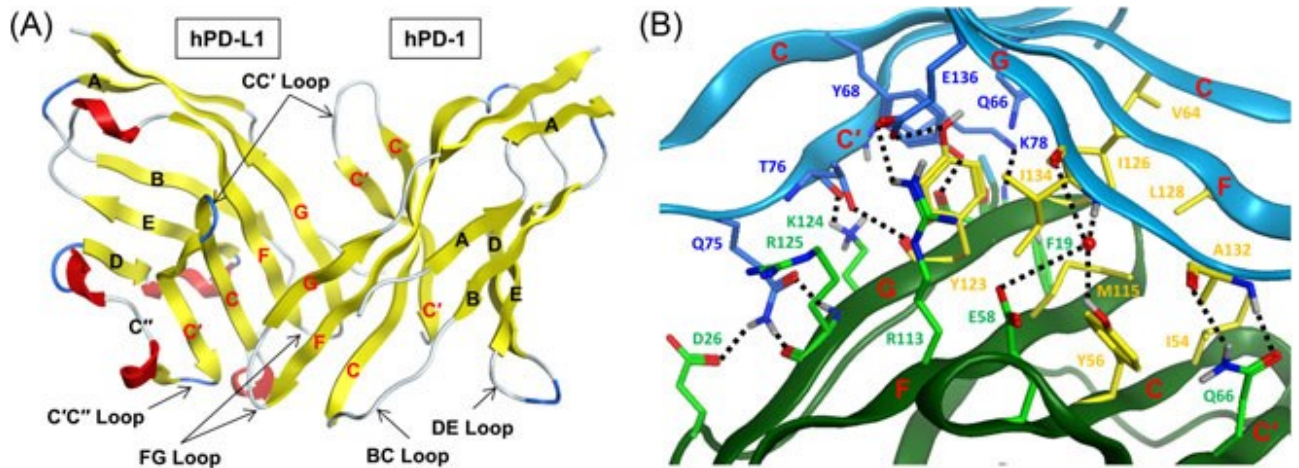 (A)
hPD-L1
hPD-1
CC′ Loop
A
C
A
B
C′
G
E
A
D
D
F
G
C′
B
E
C
C″
C′
F
C
C′C″ Loop
DE Loop
FG Loop
BC Loop
(B)
C
E136
G
C
Y68
Q66
V64
C′
K78
T76
I134
I126
L128
F
K124
Q75
R125
F19
A132
G
Y123
M115
D26
R113
E58
I54
Y56
F
C
Q66
C′